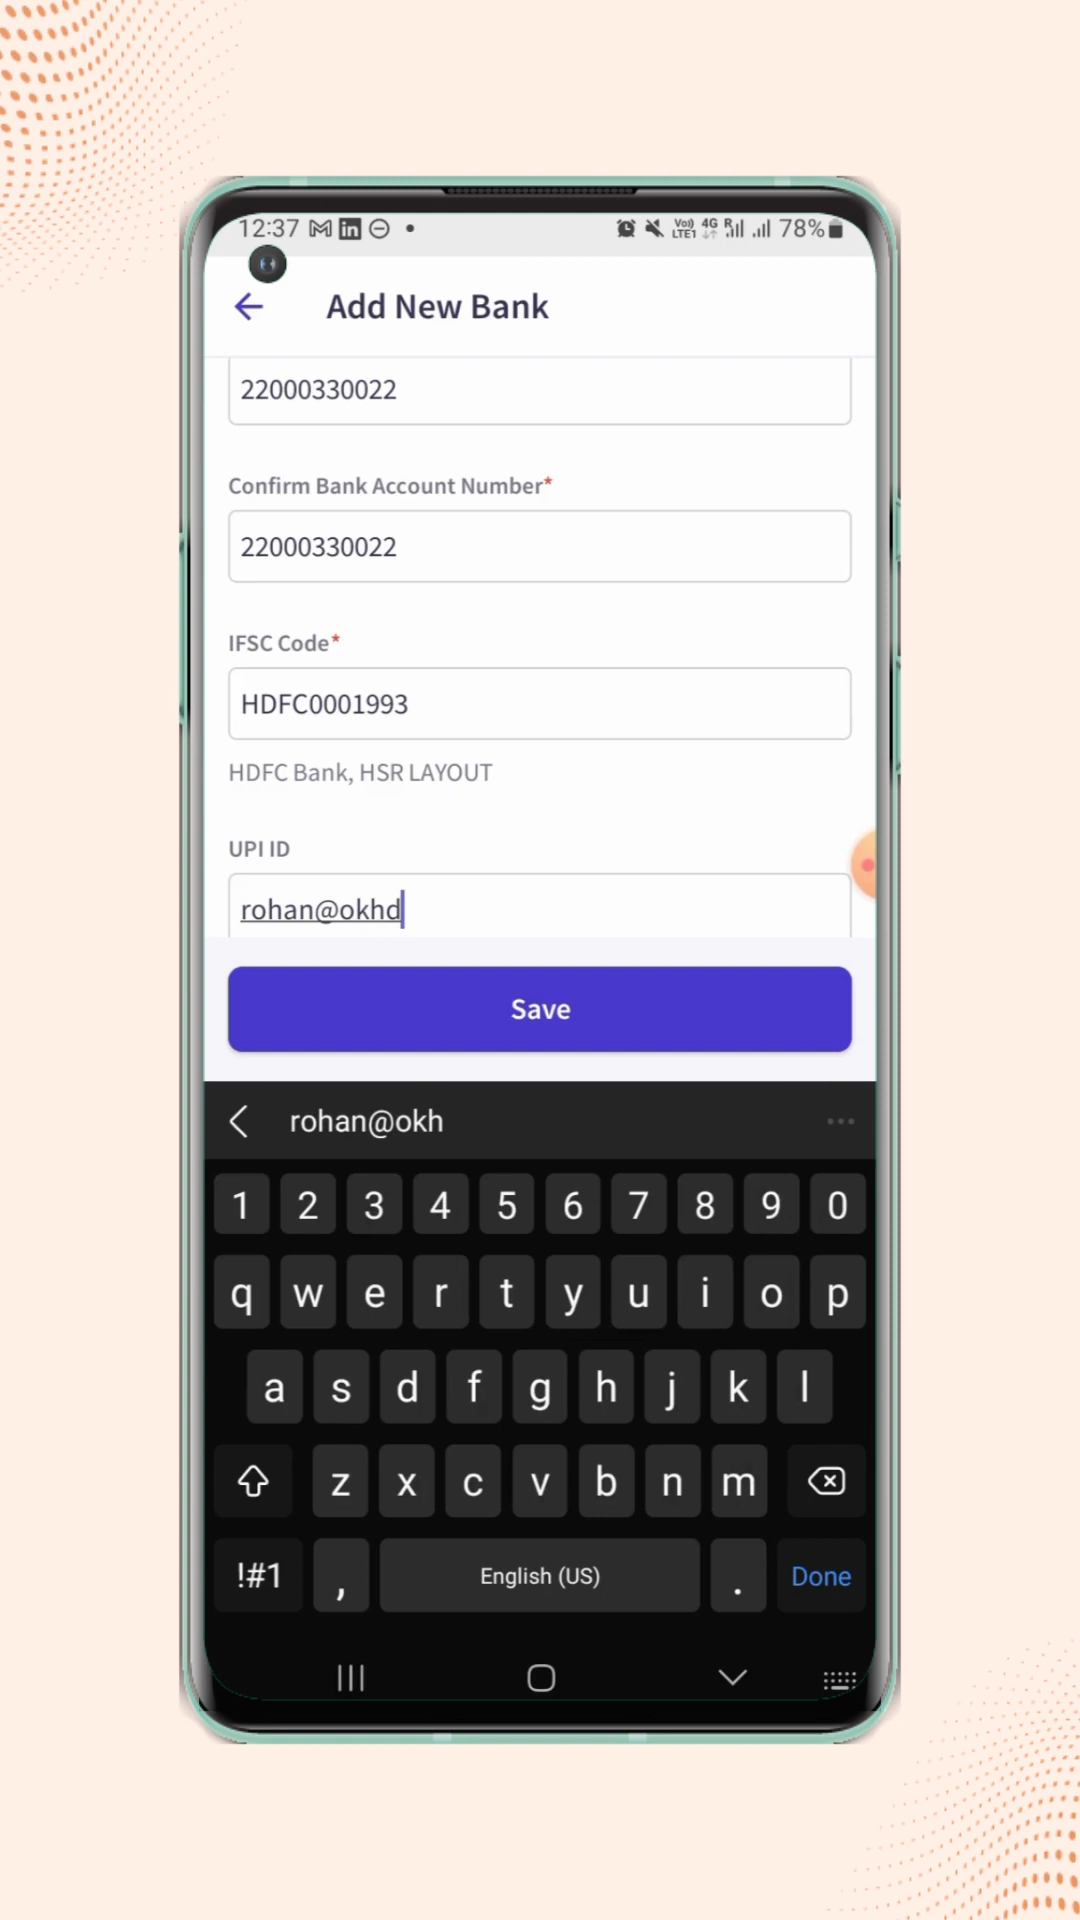 12:37 78%
Add New Bank
22000330022
Confirm Bank Account Number*
22000330022
IFSC Code*
HDFC0001993
HDFC Bank, HSR LAYOUT
UPI ID
rohan@okhd
Save
rohan@okh
1 2 3 4 5 6 7 8 9 0
q w e r t y u i o p
a s d f g h j k l
z x c v b n m
!#1 , English (US) . Done